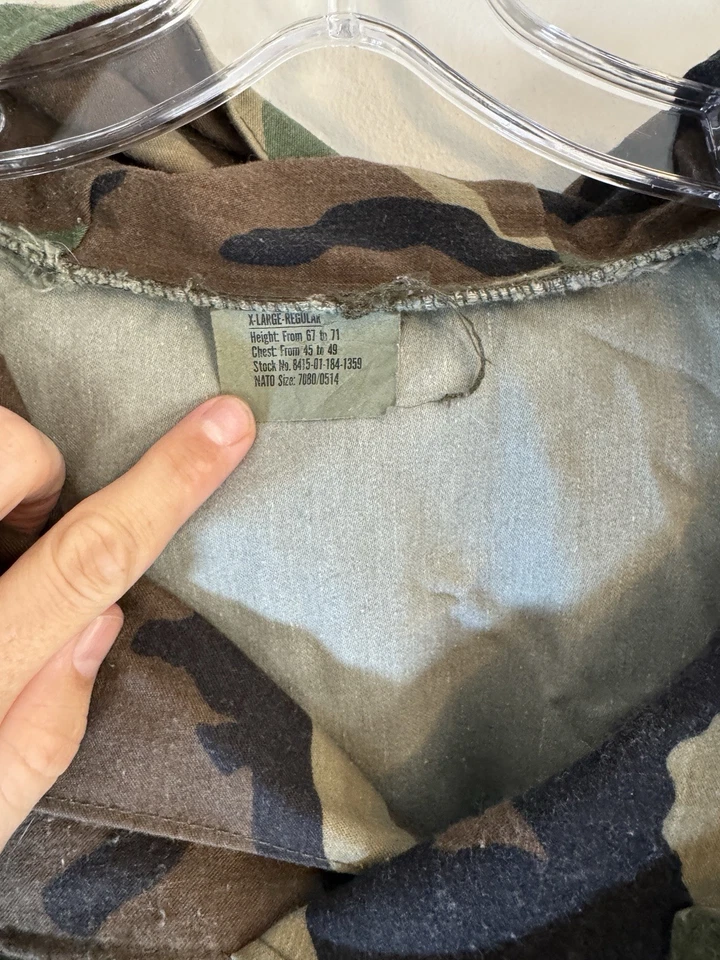 X-LARGE-REGULAR
Height: From 67 to 71
Chest: From 45 to 49
Stock No. 8415-01-184-1359
NATO Size: 7080/0514